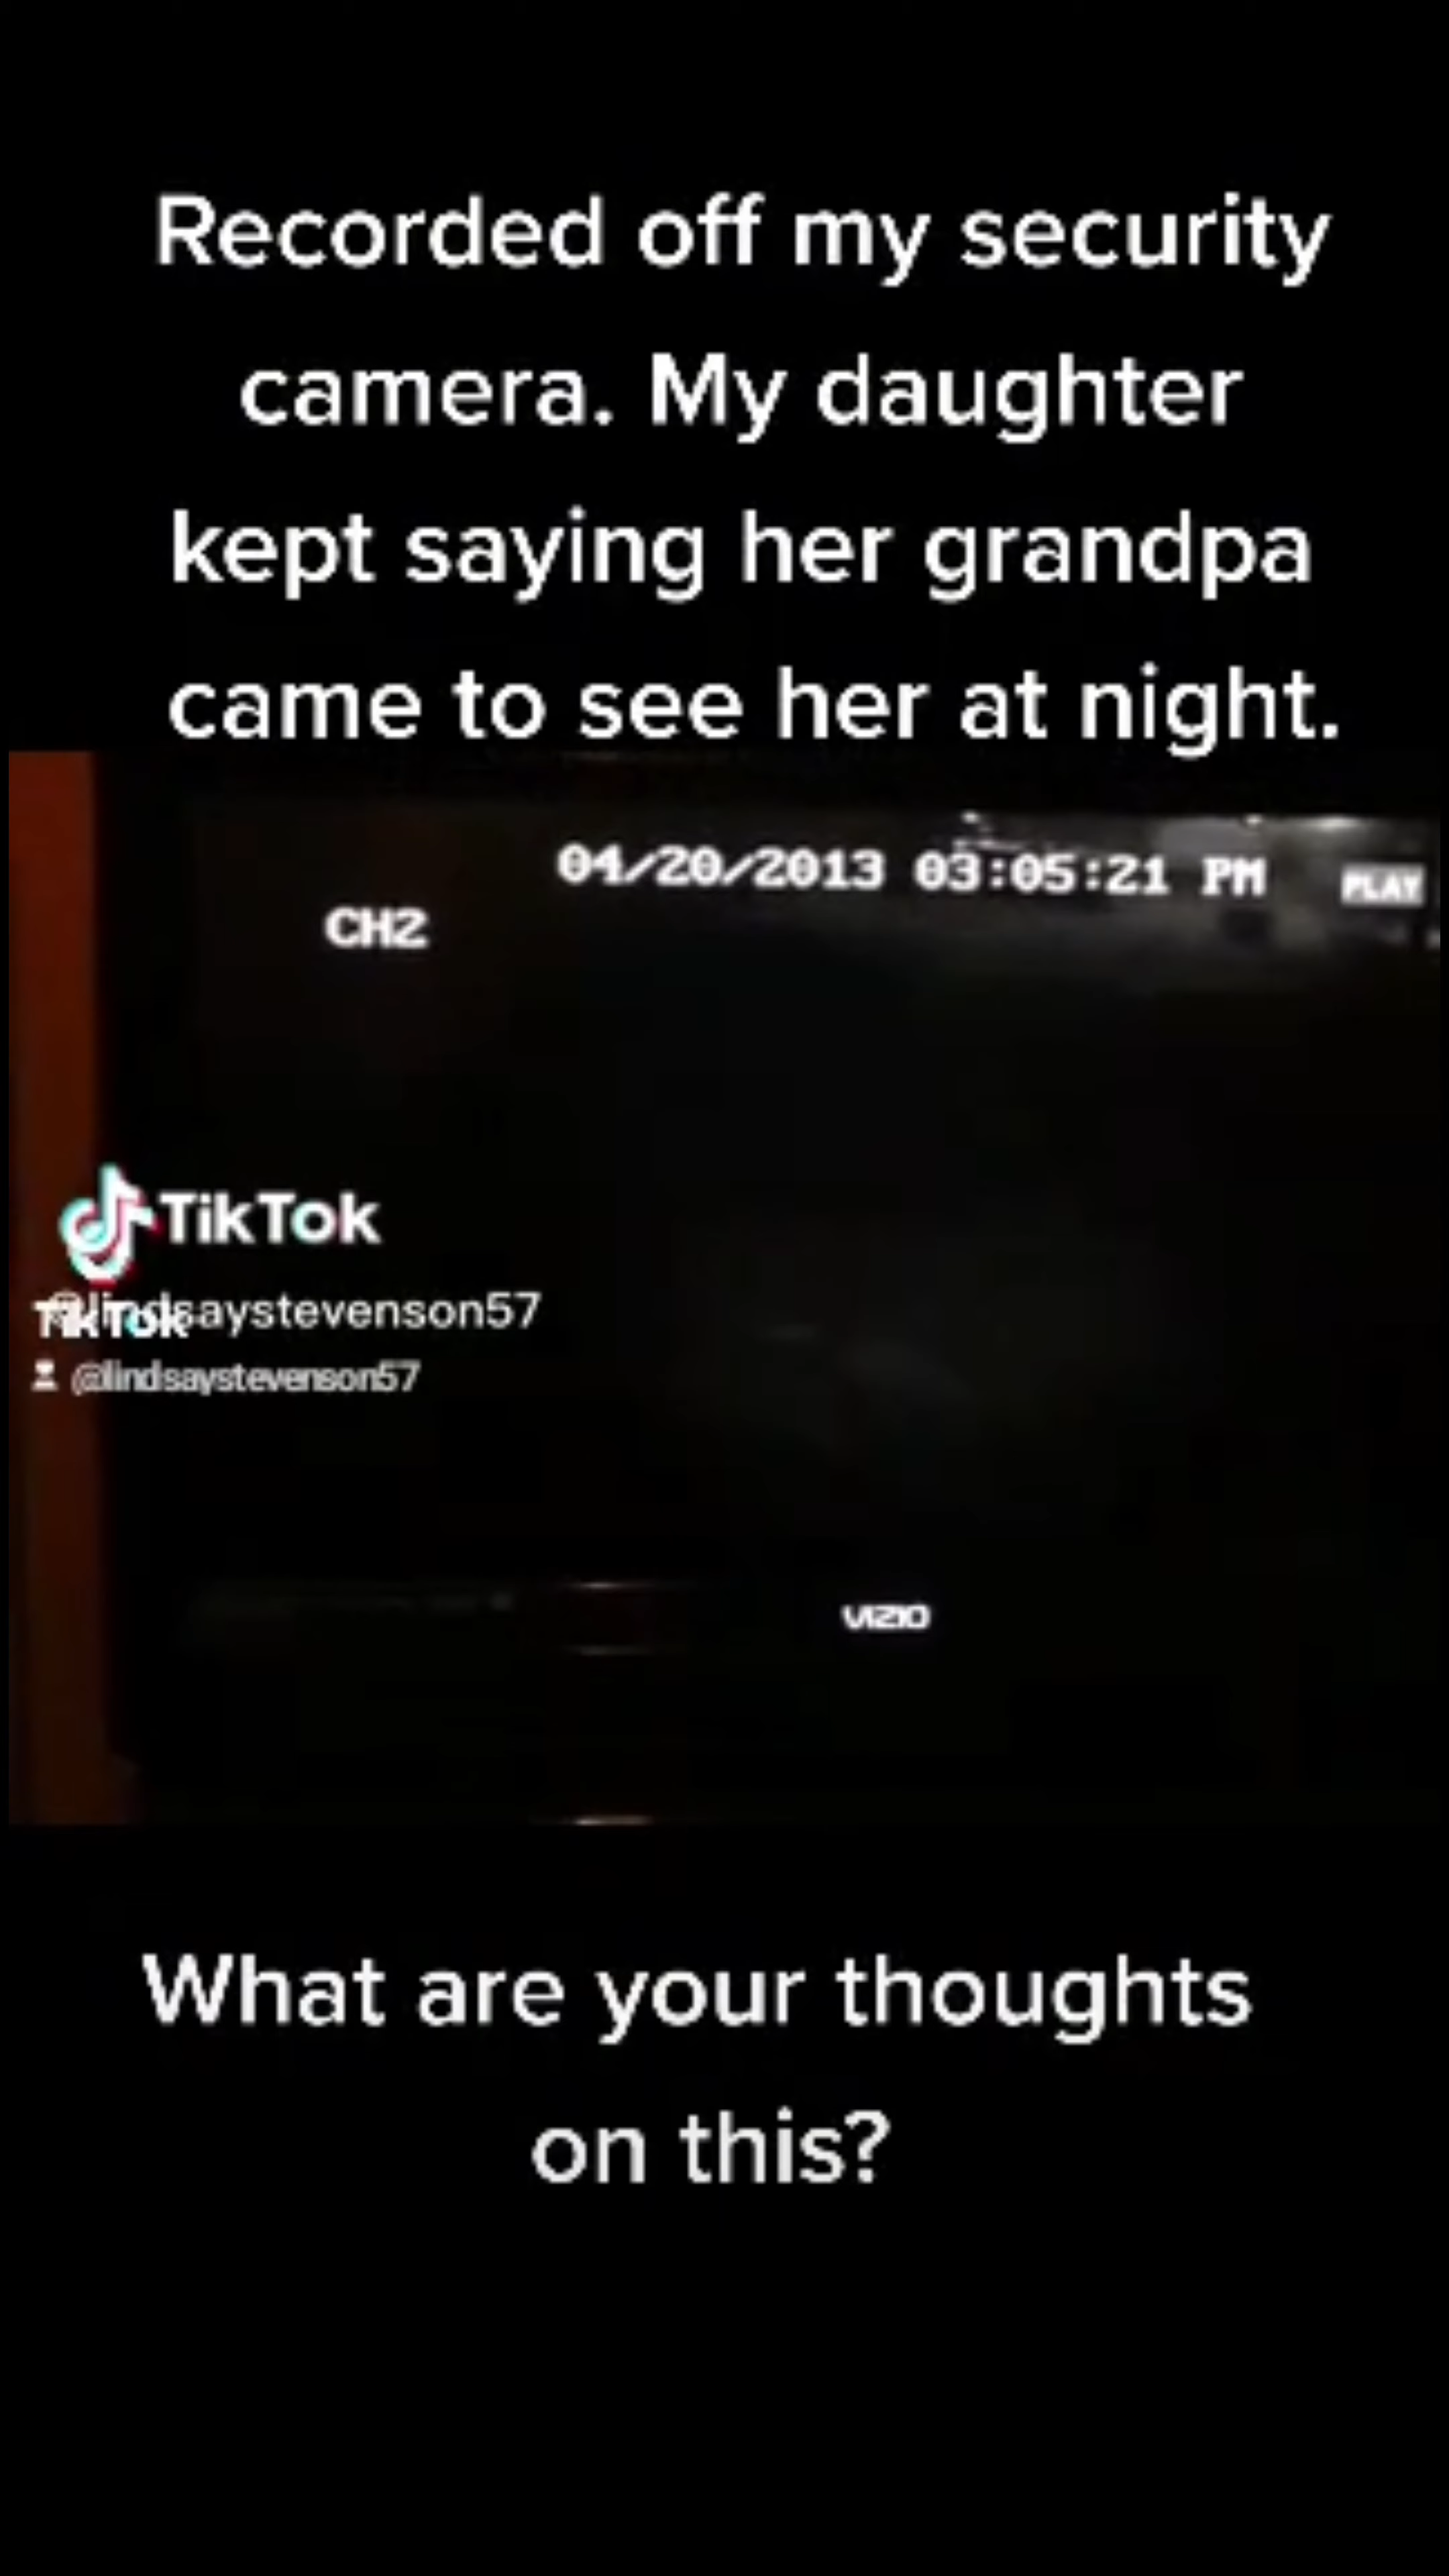 Recorded off my security
camera. My daughter
kept saying her grandpa
came to see her at night.
04/20/2013 03:05:21 PM
PLAY
CH2
TikTok
@lindsaystevenson57
TikTok
@lindsaystevenson57
VIZIO
What are your thoughts
on this?